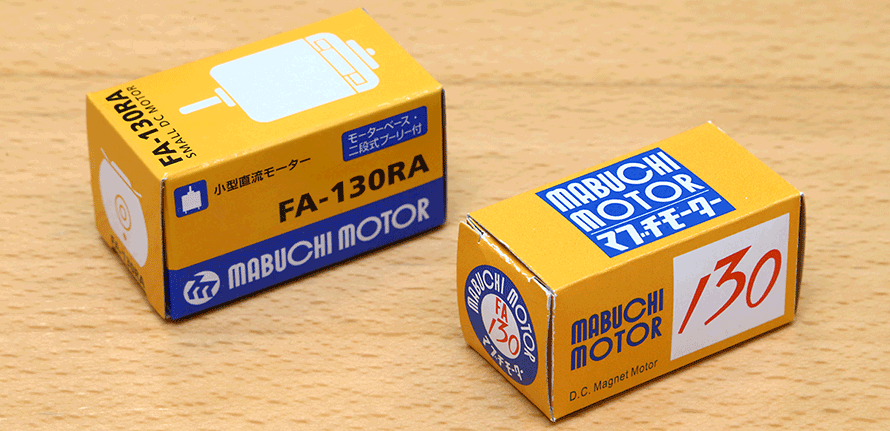 FA-130RA
SMALL DC MOTOR
モーターベース・
二段式プーリー付
小型直流モーター
FA-130RA
MABUCHI MOTOR
FA-130RA
MABUCHI
MOTOR
マブチモーター
MABUCHI MOTOR
FA
130
マブチモーター
MABUCHI
MOTOR
130
D.C. Magnet Motor